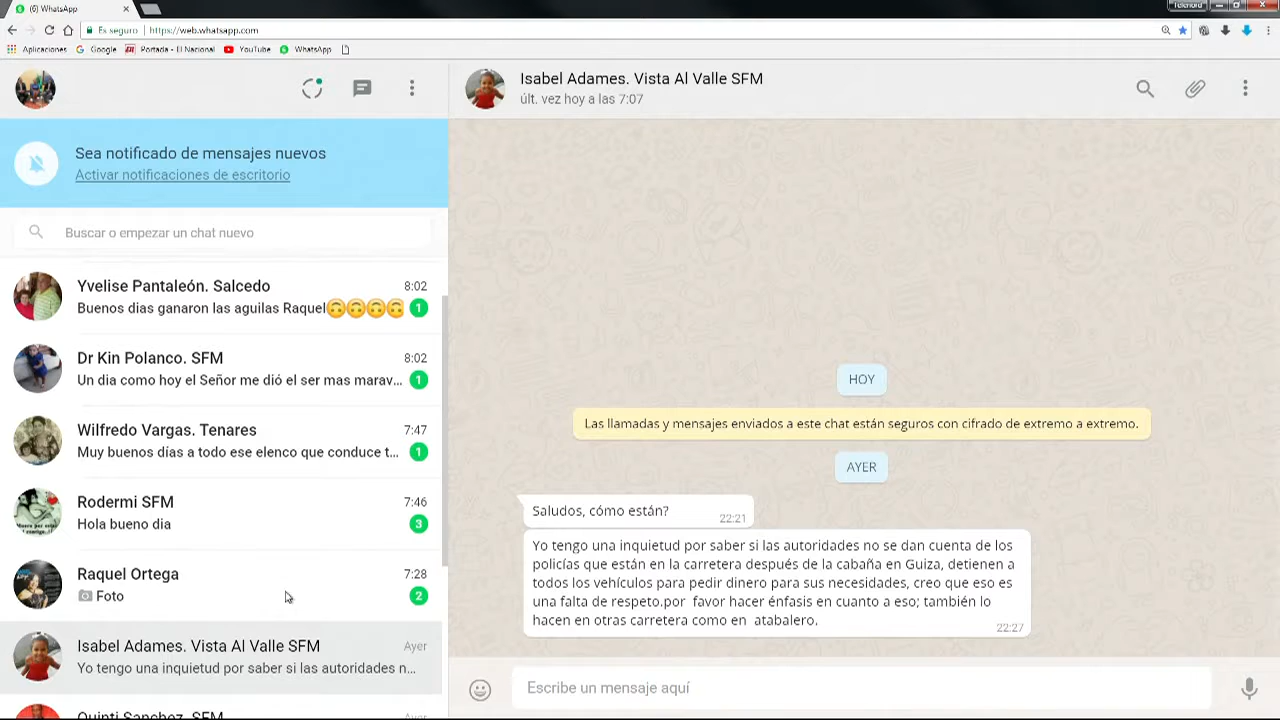 (6) WhatsApp
Telenord
Es seguro | https://web.whatsapp.com
Aplicaciones Google Portada - El Nacional YouTube WhatsApp
Isabel Adames. Vista Al Valle SFM
últ. vez hoy a las 7:07
Sea notificado de mensajes nuevos
Activar notificaciones de escritorio
Buscar o empezar un chat nuevo
Yvelise Pantaleón. Salcedo 8:02
Buenos dias ganaron las aguilas Raquel🙃🙃🙃🙃 1
Dr Kin Polanco. SFM 8:02
Un dia como hoy el Señor me dió el ser mas marav... 1
Wilfredo Vargas. Tenares 7:47
Muy buenos días a todo ese elenco que conduce t... 1
Rodermi SFM 7:46
Hola bueno dia 3
Raquel Ortega 7:28
Foto 2
Isabel Adames. Vista Al Valle SFM Ayer
Yo tengo una inquietud por saber si las autoridades n...
Quinti Sanchez. SFM Ayer
HOY
Las llamadas y mensajes enviados a este chat están seguros con cifrado de extremo a extremo.
AYER
Saludos, cómo están?
22:21
Yo tengo una inquietud por saber si las autoridades no se dan cuenta de los
policías que están en la carretera después de la cabaña en Guiza, detienen a
todos los vehículos para pedir dinero para sus necesidades, creo que eso es
una falta de respeto.por favor hacer énfasis en cuanto a eso; también lo
hacen en otras carretera como en atabalero.
22:27
Escribe un mensaje aquí